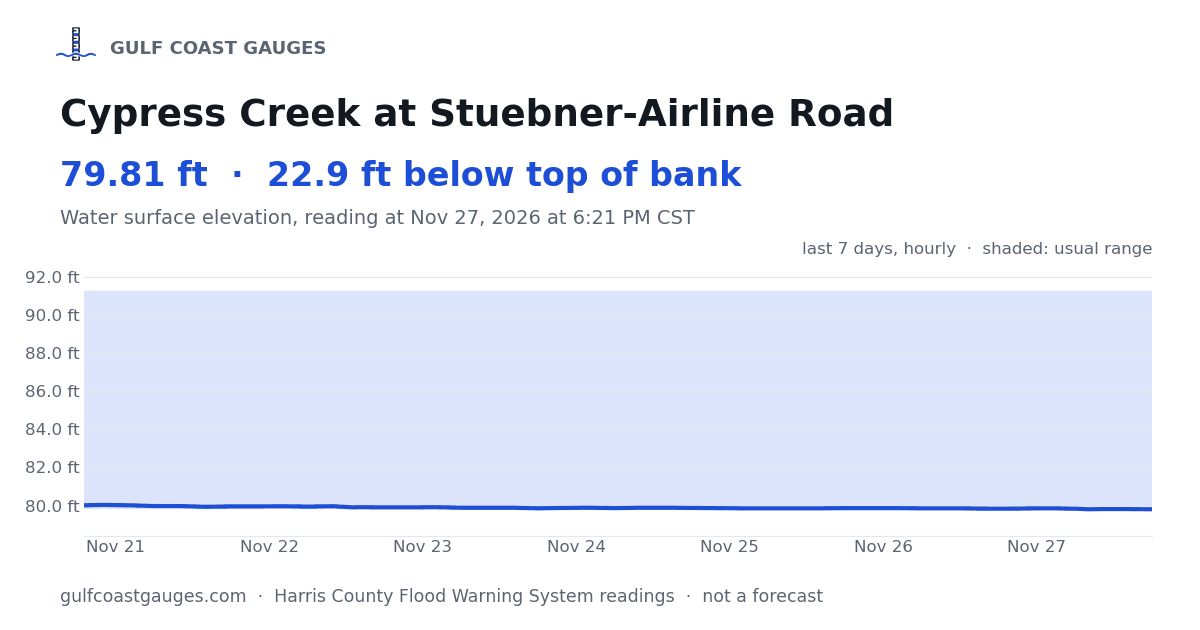 GULF COAST GAUGES
Cypress Creek at Stuebner-Airline Road
79.81 ft · 22.9 ft below top of bank
Water surface elevation, reading at Nov 27, 2026 at 6:21 PM CST
last 7 days, hourly · shaded: usual range
92.0 ft
90.0 ft
88.0 ft
86.0 ft
84.0 ft
82.0 ft
80.0 ft
Nov 21 Nov 22 Nov 23 Nov 24 Nov 25 Nov 26 Nov 27
gulfcoastgauges.com · Harris County Flood Warning System readings · not a forecast